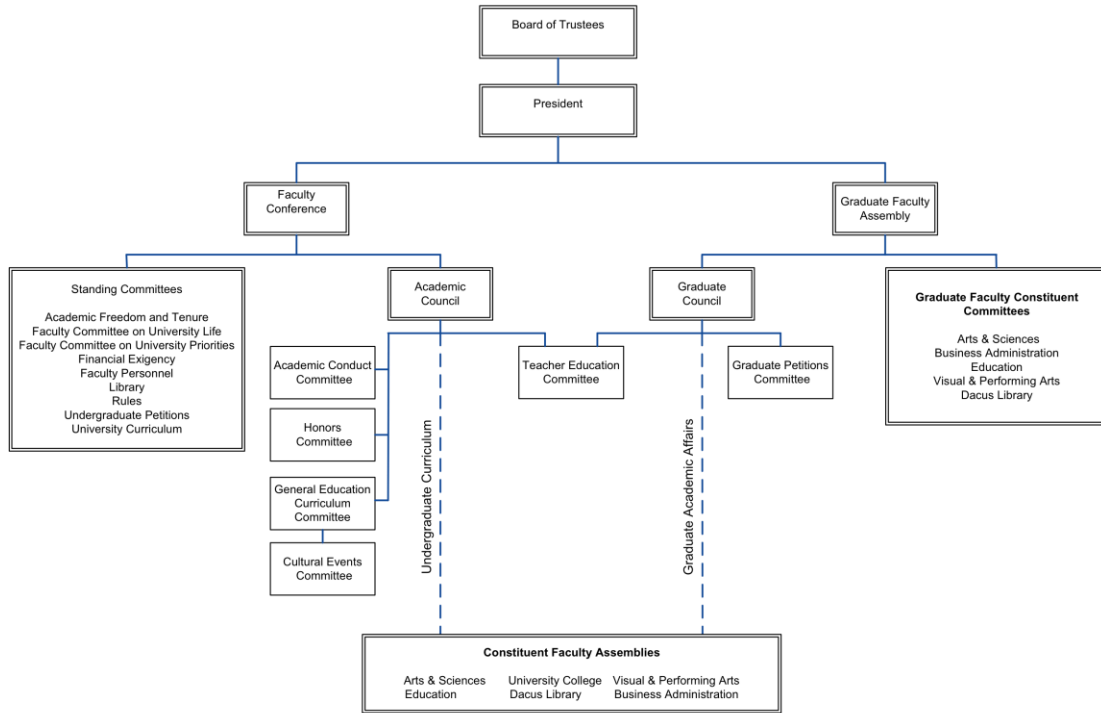 Board of Trustees
President
Faculty
Conference
Graduate Faculty
Assembly
Standing Committees
Academic Freedom and Tenure
Faculty Committee on University Life
Faculty Committee on University Priorities
Financial Exigency
Faculty Personnel
Library
Rules
Undergraduate Petitions
University Curriculum
Academic
Council
Graduate
Council
Graduate Faculty Constituent
Committees
Arts & Sciences
Business Administration
Education
Visual & Performing Arts
Dacus Library
Academic Conduct
Committee
Teacher Education
Committee
Graduate Petitions
Committee
Honors
Committee
General Education
Curriculum
Committee
Cultural Events
Committee
Undergraduate Curriculum
Graduate Academic Affairs
Constituent Faculty Assemblies
Arts & Sciences University College Visual & Performing Arts
Education Dacus Library Business Administration